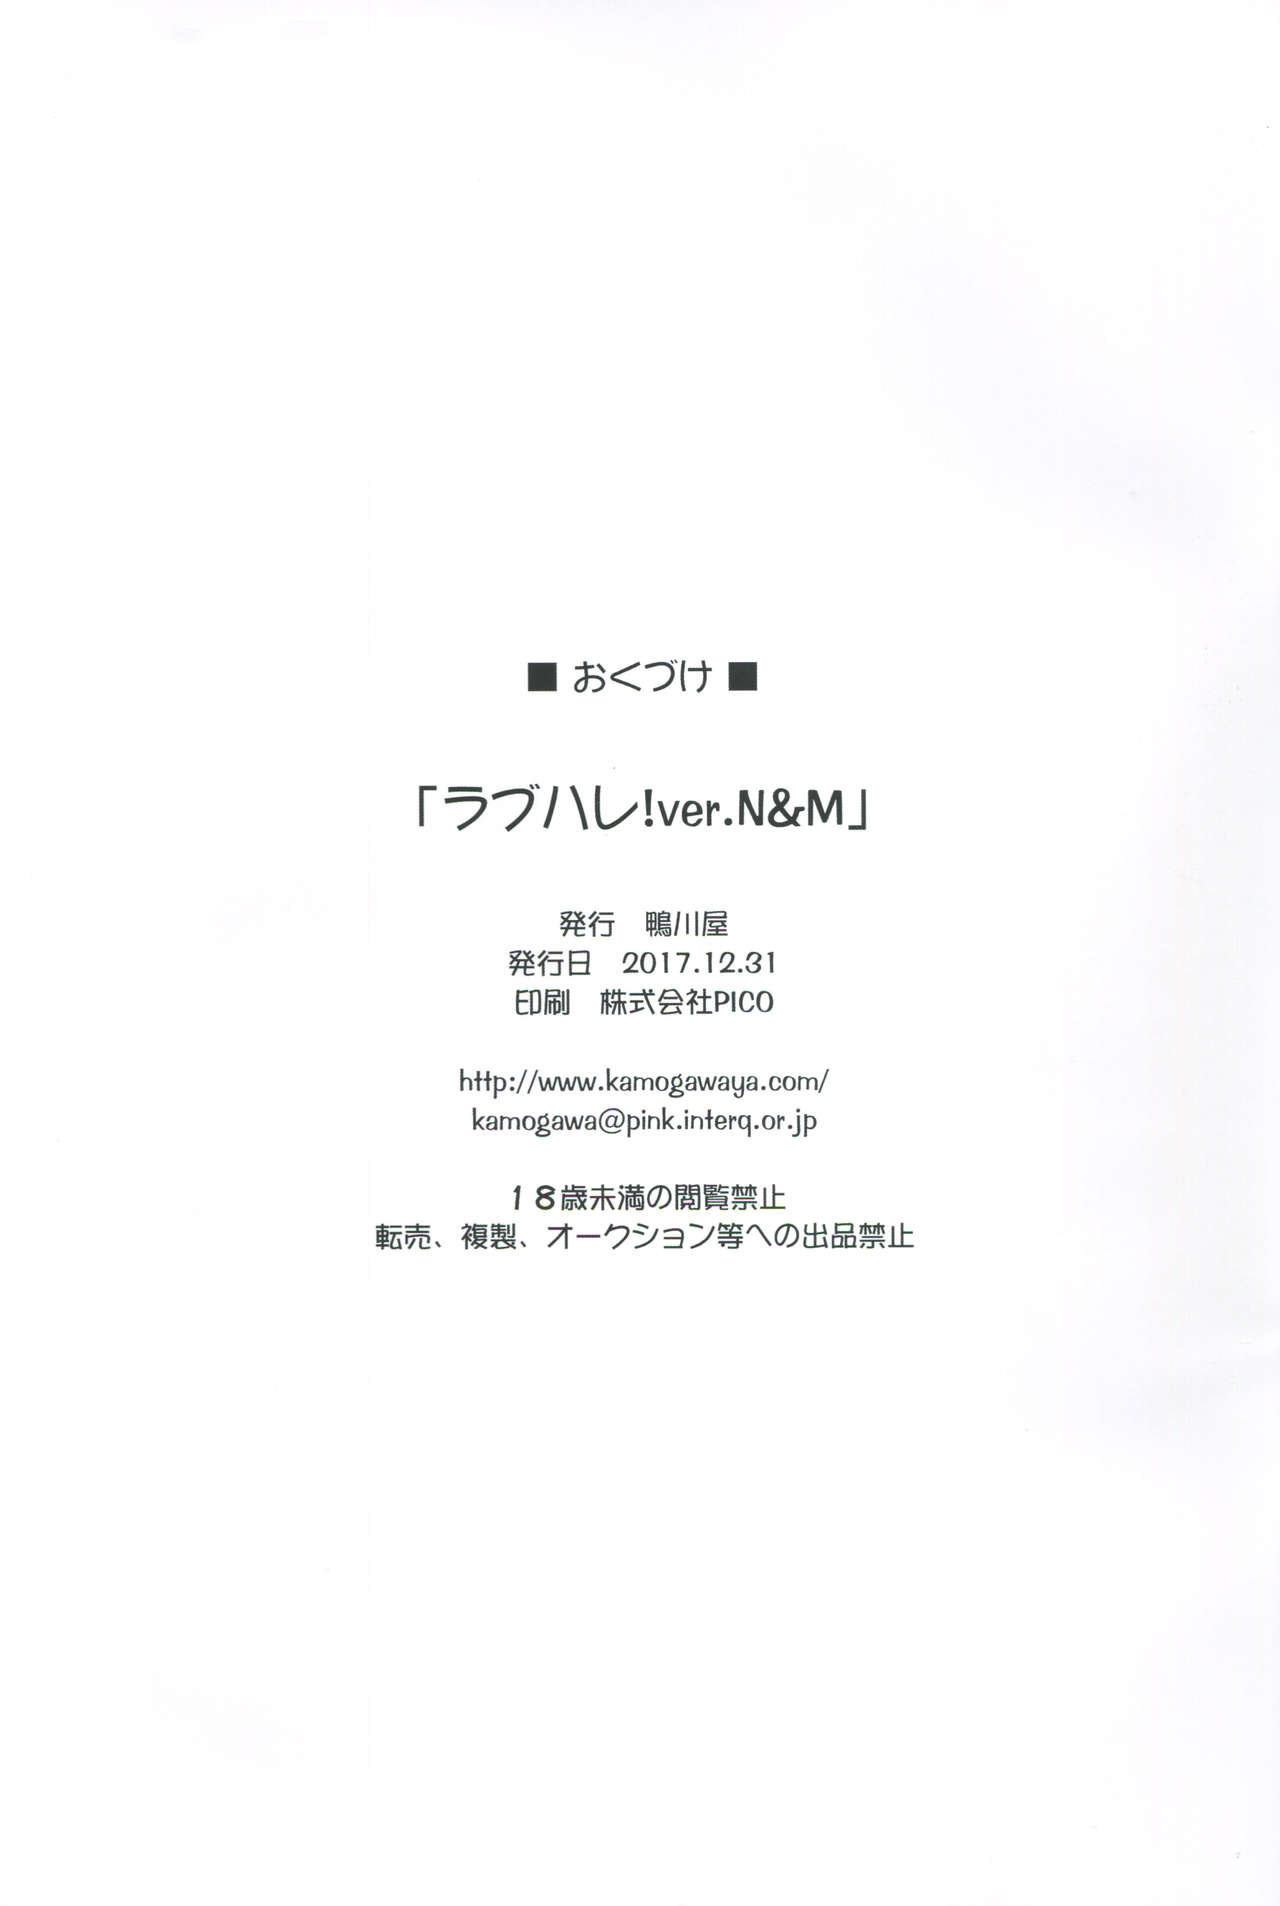 ■ おくづけ ■
「ラブハレ!ver.N&M」
発行　鴨川屋
発行日　2017.12.31
印刷　株式会社PICO
http://www.kamogawaya.com/
kamogawa@pink.interq.or.jp
１８歳未満の閲覧禁止
転売、複製、オークション等への出品禁止